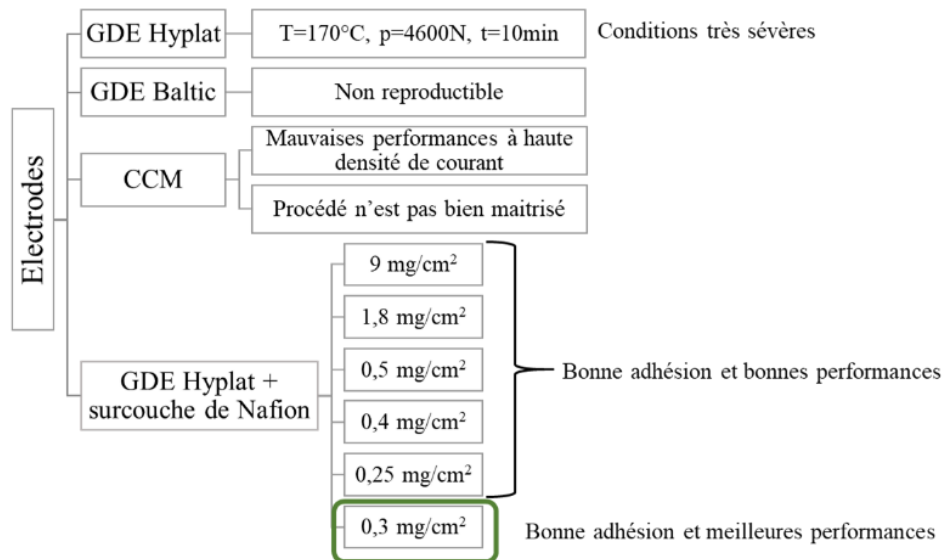 GDE Hyplat
T=170°C, p=4600N, t=10min
Conditions très sévères
GDE Baltic
Non reproductible
Electrodes
CCM
Mauvaises performances à haute
densité de courant
Procédé n'est pas bien maitrisé
GDE Hyplat +
surcouche de Nafion
9 mg/cm²
1,8 mg/cm²
0,5 mg/cm²
0,4 mg/cm²
0,25 mg/cm²
Bonne adhésion et bonnes performances
0,3 mg/cm²
Bonne adhésion et meilleures performances